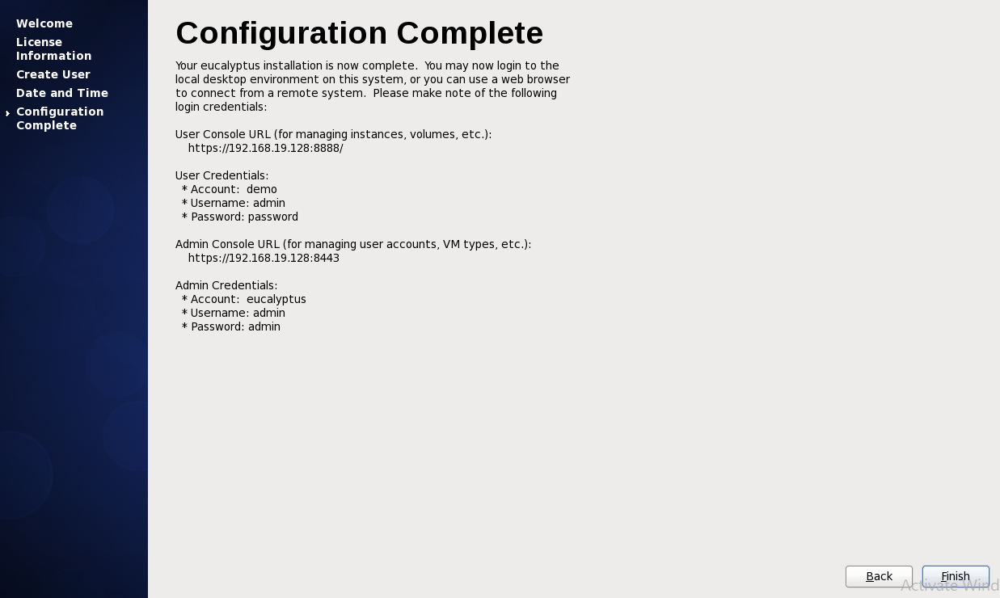 Welcome
License
Information
Create User
Date and Time
Configuration
Complete
Configuration Complete
Your eucalyptus installation is now complete.  You may now login to the
local desktop environment on this system, or you can use a web browser
to connect from a remote system.  Please make note of the following
login credentials:
User Console URL (for managing instances, volumes, etc.):
https://192.168.19.128:8888/
User Credentials:
* Account:  demo
* Username: admin
* Password: password
Admin Console URL (for managing user accounts, VM types, etc.):
https://192.168.19.128:8443
Admin Credentials:
* Account:  eucalyptus
* Username: admin
* Password: admin
Back
Finish
Activate Wind